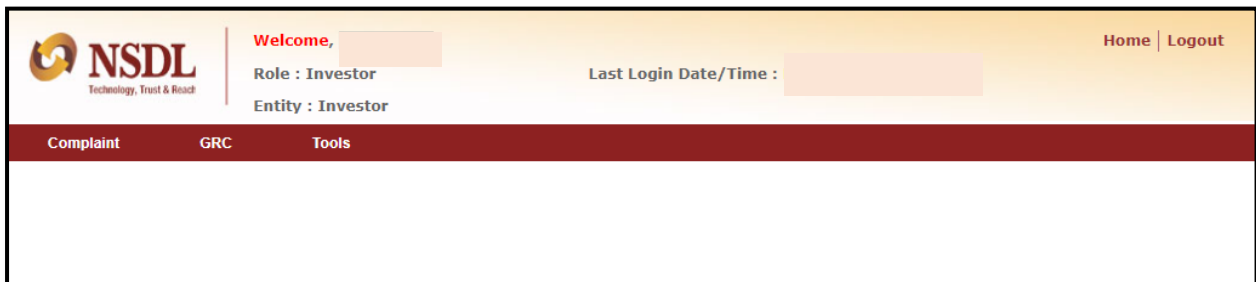 NSDL
Technology, Trust & Reach
Welcome,
Role : Investor
Entity : Investor
Last Login Date/Time :
Home | Logout
Complaint GRC Tools